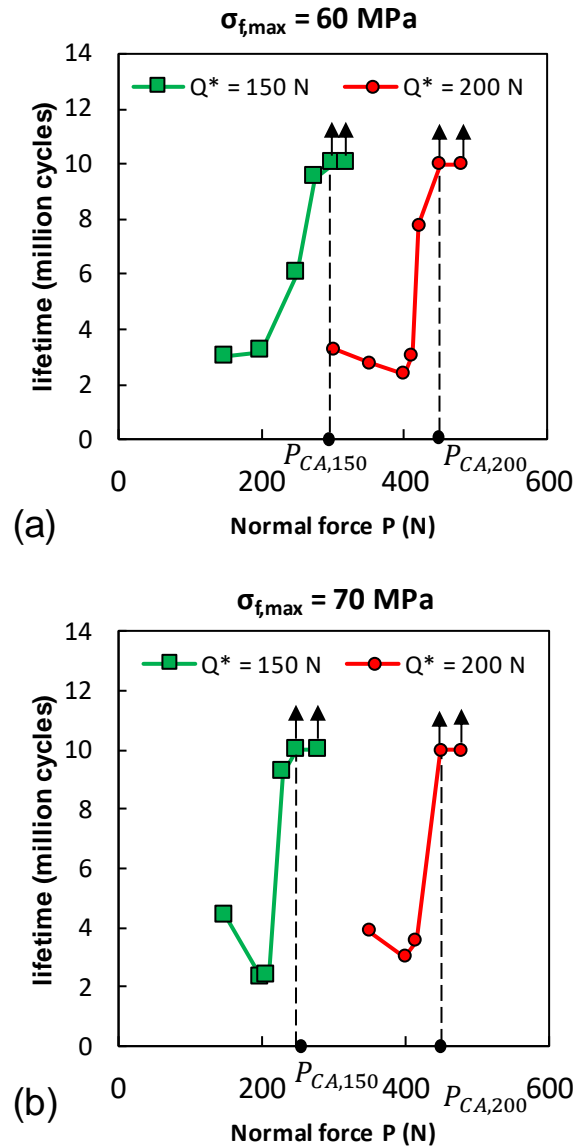 σf,max = 60 MPa
Q* = 150 N Q* = 200 N
14
12
10
8
6
4
2
0
lifetime (million cycles)
0 200 400 600
PCA,150 PCA,200
Normal force P (N)
(a)
σf,max = 70 MPa
Q* = 150 N Q* = 200 N
14
12
10
8
6
4
2
0
lifetime (million cycles)
0 200 400 600
PCA,150 PCA,200
Normal force P (N)
(b)